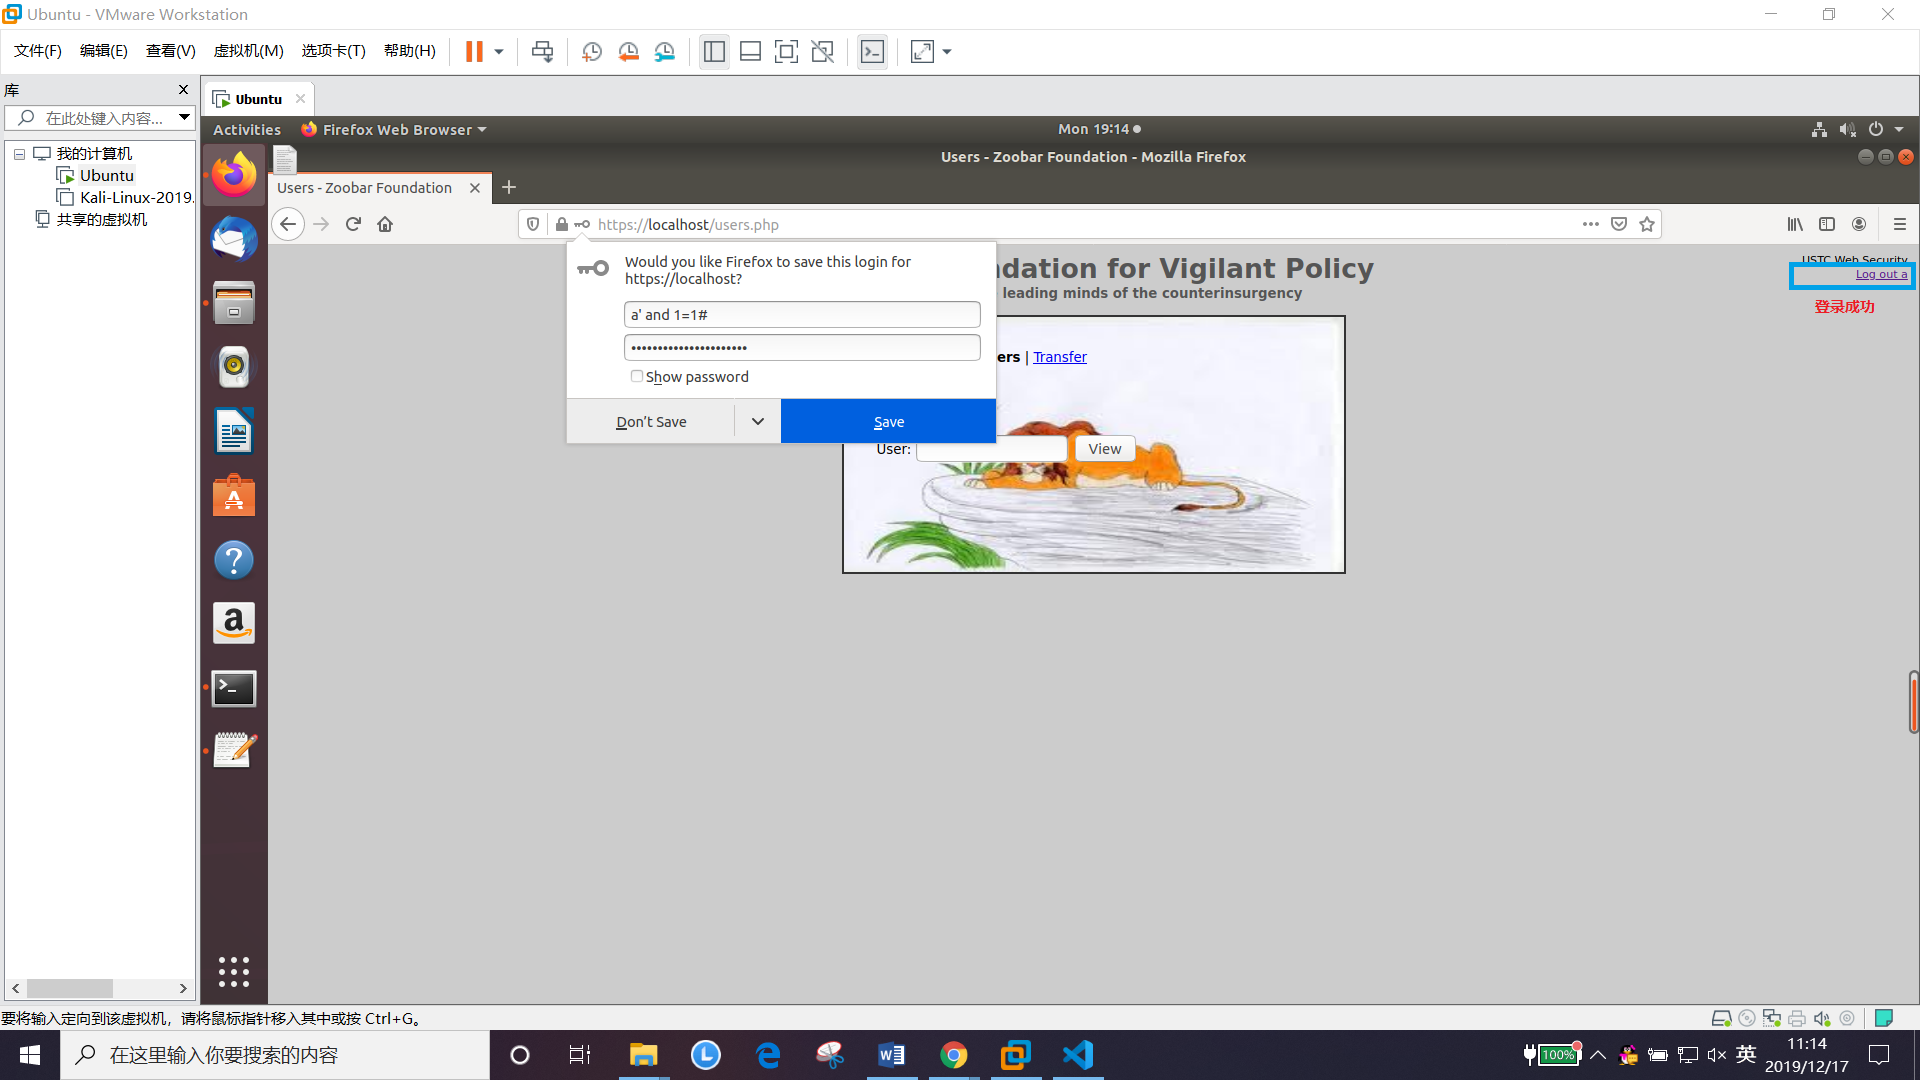 Ubuntu - VMware Workstation
文件(F) 编辑(E) 查看(V) 虚拟机(M) 选项卡(T) 帮助(H)
库
在此处键入内容...
我的计算机
Ubuntu
Kali-Linux-2019.
共享的虚拟机
Ubuntu
Activities
Firefox Web Browser
Mon 19:14
Users - Zoobar Foundation - Mozilla Firefox
Users - Zoobar Foundation
https://localhost/users.php
Would you like Firefox to save this login for
https://localhost?
a' and 1=1#
••••••••••••••••••••••
Show password
Don't Save
Save
ndation for Vigilant Policy
leading minds of the counterinsurgency
USTC Web Security
Log out a
登录成功
ers | Transfer
User:
View
要将输入定向到该虚拟机，请将鼠标指针移入其中或按 Ctrl+G。
在这里输入你要搜索的内容
100%
英
11:14
2019/12/17